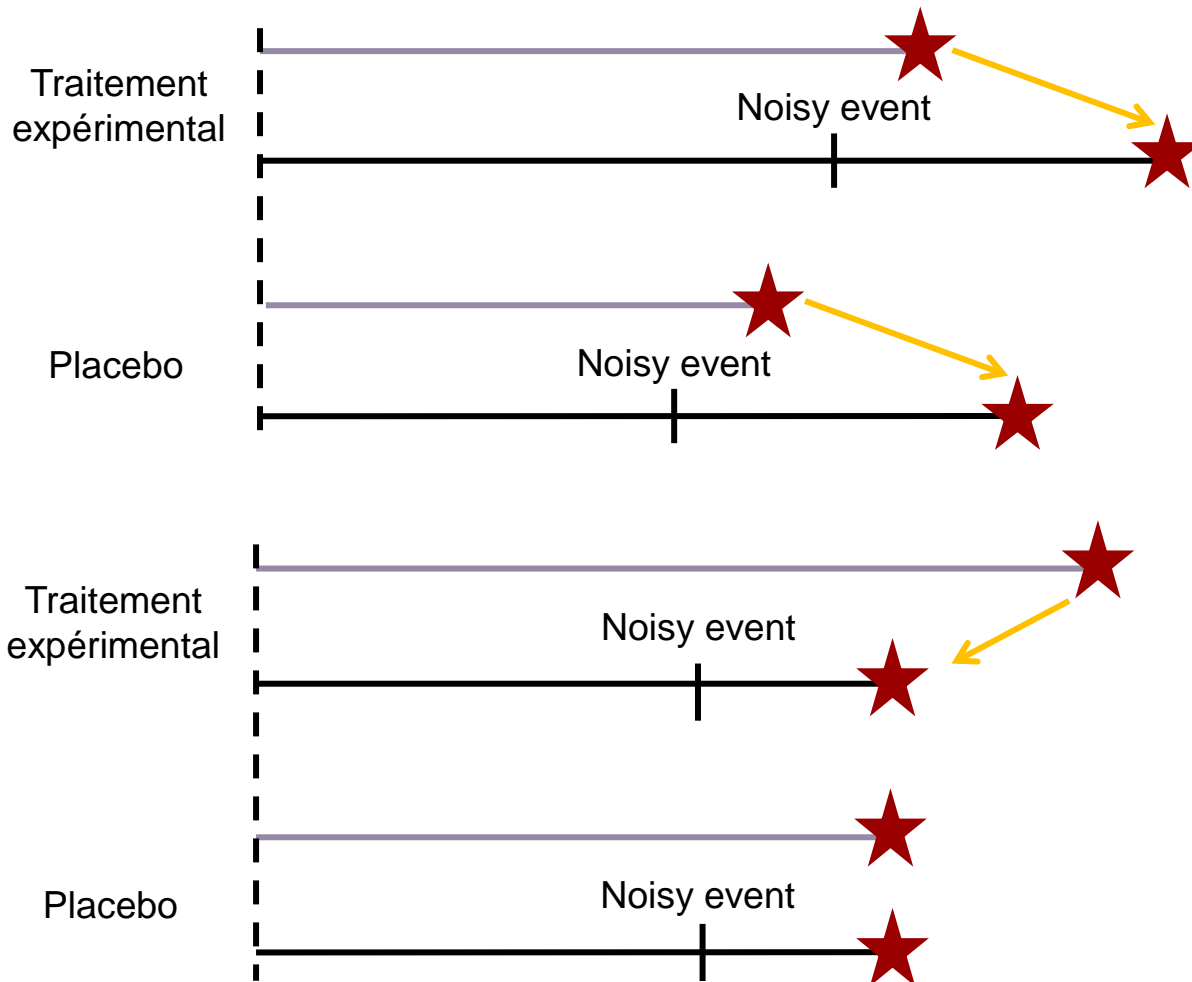 Traitement
expérimental
Noisy event
Placebo
Noisy event
Traitement
expérimental
Noisy event
Placebo
Noisy event